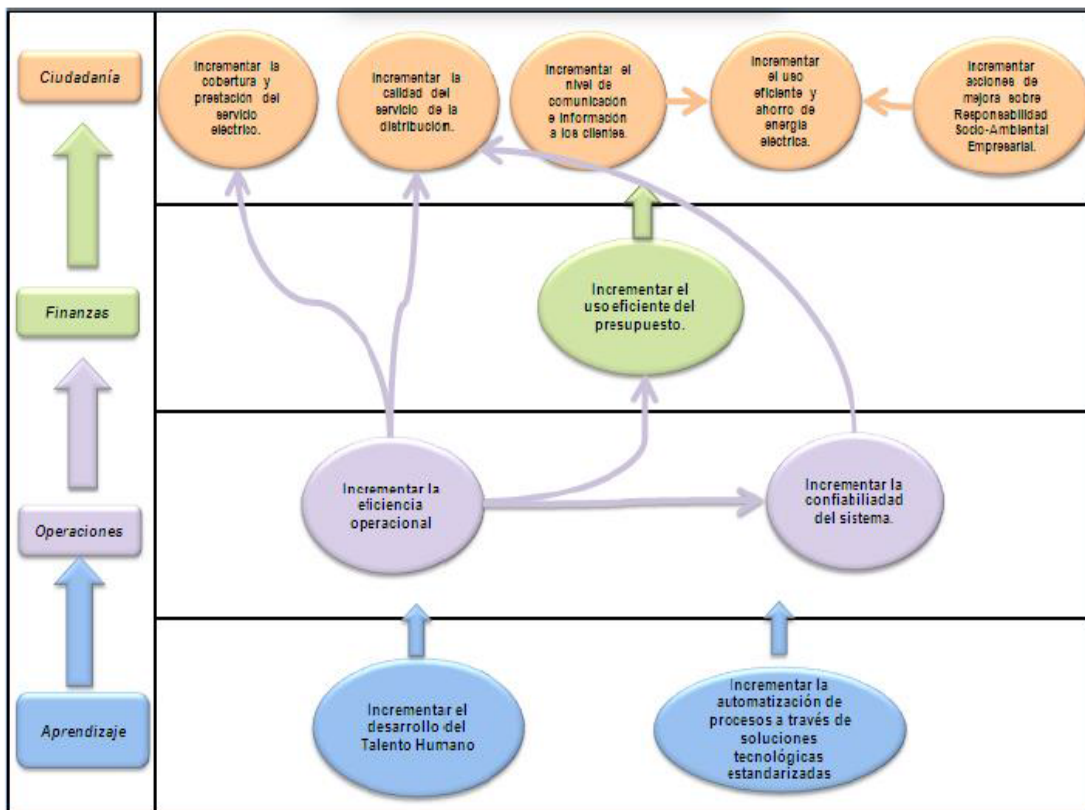 Ciudadanía
Incrementar la
cobertura y
prestación del
servicio
eléctrico.
Incrementar la
calidad del
servicio de la
distribución.
Incrementar el
nivel de
comunicación
e información
a los clientes.
Incrementar
el uso
eficiente y
ahorro de
energía
eléctrica.
Incrementar
acciones de
mejora sobre
Responsabilidad
Socio-Ambiental
Empresarial.
Finanzas
Incrementar el
uso eficiente del
presupuesto.
Operaciones
Incrementar la
eficiencia
operacional
Incrementar la
confiabiliadad
del sistema.
Aprendizaje
Incrementar el
desarrollo del
Talento Humano
Incrementar la
automatización de
procesos a través de
soluciones
tecnológicas
estandarizadas